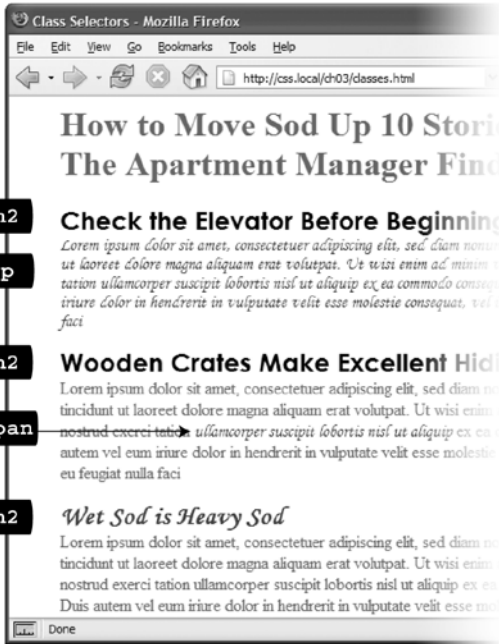 Class Selectors - Mozilla Firefox
File Edit View Go Bookmarks Tools Help
http://css.local/ch03/classes.html
How to Move Sod Up 10 Stori
The Apartment Manager Find
h2
Check the Elevator Before Beginning
Lorem ipsum dolor sit amet, consectetuer adipiscing elit, sed diam nonum
p
ut laoreet dolore magna aliquam erat volutpat. Ut wisi enim ad minim v
tation ullamcorper suscipit lobortis nisl ut aliquip ex ea commodo conseq
iriure dolor in hendrerit in vulputate velit esse molestie consequat, vel
faci
h2
Wooden Crates Make Excellent Hid
Lorem ipsum dolor sit amet, consectetuer adipiscing elit, sed diam no
tincidunt ut laoreet dolore magna aliquam erat volutpat. Ut wisi enim
pan
nostrud exerci tation ullamcorper suscipit lobortis nisl ut aliquip ex ea
autem vel eum iriure dolor in hendrerit in vulputate velit esse molestie
eu feugiat nulla faci
h2
Wet Sod is Heavy Sod
Lorem ipsum dolor sit amet, consectetuer adipiscing elit, sed diam no
tincidunt ut laoreet dolore magna aliquam erat volutpat. Ut wisi enim
nostrud exerci tation ullamcorper suscipit lobortis nisl ut aliquip ex ea
Duis autem vel eum iriure dolor in hendrerit in vulputate velit esse mo
Done